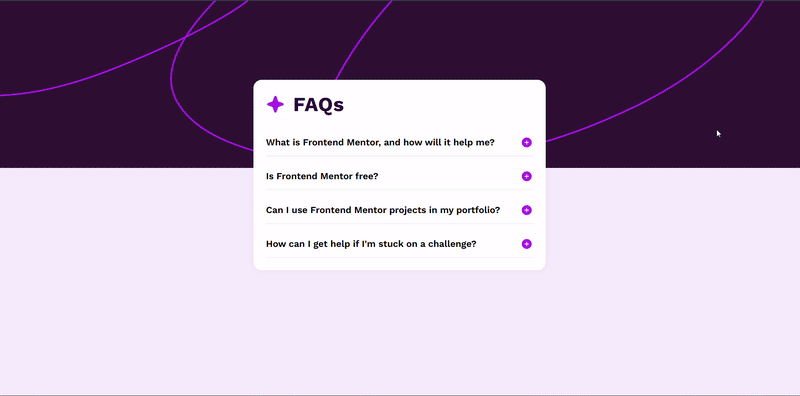 FAQs
What is Frontend Mentor, and how will it help me?
Is Frontend Mentor free?
Can I use Frontend Mentor projects in my portfolio?
How can I get help if I'm stuck on a challenge?